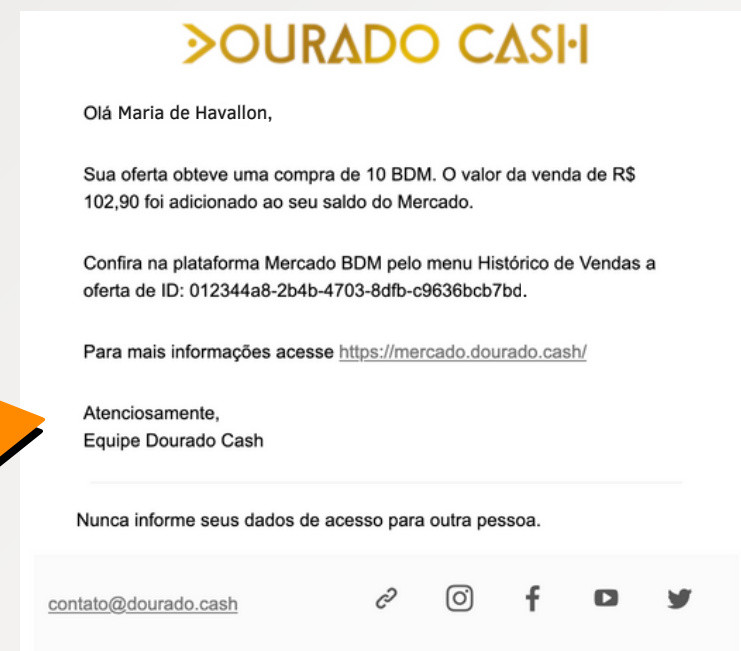 DOURADO CASH
Olá Maria de Havallon,
Sua oferta obteve uma compra de 10 BDM. O valor da venda de R$
102,90 foi adicionado ao seu saldo do Mercado.
Confira na plataforma Mercado BDM pelo menu Histórico de Vendas a
oferta de ID: 012344a8-2b4b-4703-8dfb-c9636bcb7bd.
Para mais informações acesse https://mercado.dourado.cash/
Atenciosamente,
Equipe Dourado Cash
Nunca informe seus dados de acesso para outra pessoa.
contato@dourado.cash